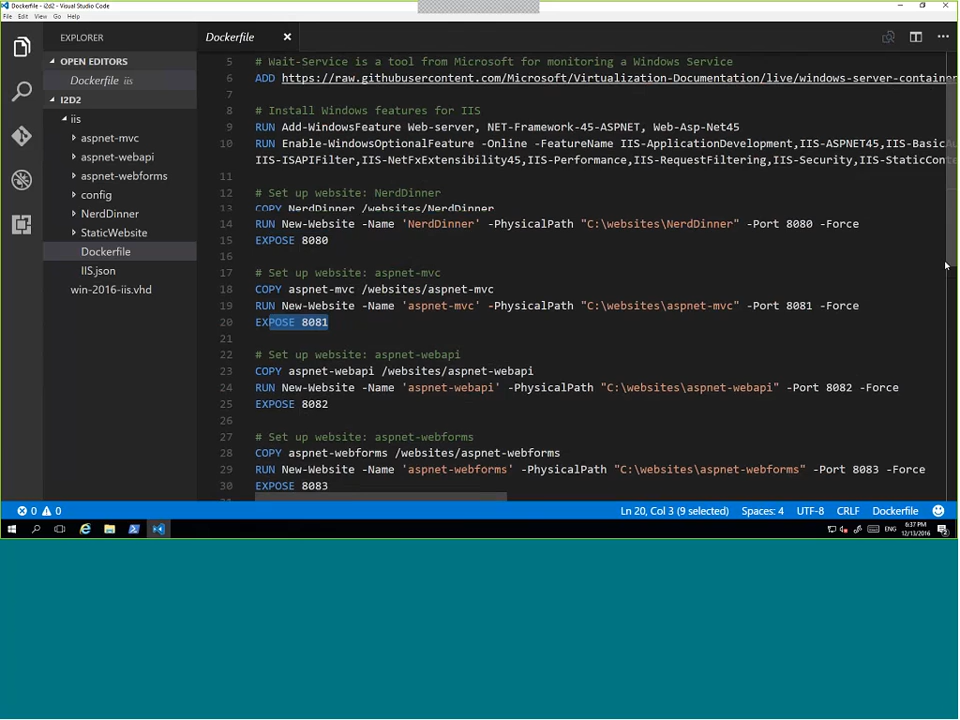 Dockerfile - i2d2 - Visual Studio Code
File Edit View Go Help
EXPLORER
OPEN EDITORS
Dockerfile iis
I2D2
iis
aspnet-mvc
aspnet-webapi
aspnet-webforms
config
NerdDinner
StaticWebsite
Dockerfile
IIS.json
win-2016-iis.vhd
Dockerfile
5 # Wait-Service is a tool from Microsoft for monitoring a Windows Service
6 ADD https://raw.githubusercontent.com/Microsoft/Virtualization-Documentation/live/windows-server-container
7
8 # Install Windows features for IIS
9 RUN Add-WindowsFeature Web-server, NET-Framework-45-ASPNET, Web-Asp-Net45
10 RUN Enable-WindowsOptionalFeature -Online -FeatureName IIS-ApplicationDevelopment,IIS-ASPNET45,IIS-BasicAu
IIS-ISAPIFilter,IIS-NetFxExtensibility45,IIS-Performance,IIS-RequestFiltering,IIS-Security,IIS-StaticConte
11
12 # Set up website: NerdDinner
13 COPY NerdDinner /websites/NerdDinner
14 RUN New-Website -Name 'NerdDinner' -PhysicalPath "C:\websites\NerdDinner" -Port 8080 -Force
15 EXPOSE 8080
16
17 # Set up website: aspnet-mvc
18 COPY aspnet-mvc /websites/aspnet-mvc
19 RUN New-Website -Name 'aspnet-mvc' -PhysicalPath "C:\websites\aspnet-mvc" -Port 8081 -Force
20 EXPOSE 8081
21
22 # Set up website: aspnet-webapi
23 COPY aspnet-webapi /websites/aspnet-webapi
24 RUN New-Website -Name 'aspnet-webapi' -PhysicalPath "C:\websites\aspnet-webapi" -Port 8082 -Force
25 EXPOSE 8082
26
27 # Set up website: aspnet-webforms
28 COPY aspnet-webforms /websites/aspnet-webforms
29 RUN New-Website -Name 'aspnet-webforms' -PhysicalPath "C:\websites\aspnet-webforms" -Port 8083 -Force
30 EXPOSE 8083
0 0 Ln 20, Col 3 (9 selected) Spaces: 4 UTF-8 CRLF Dockerfile
ENG 6:37 PM
12/13/2016